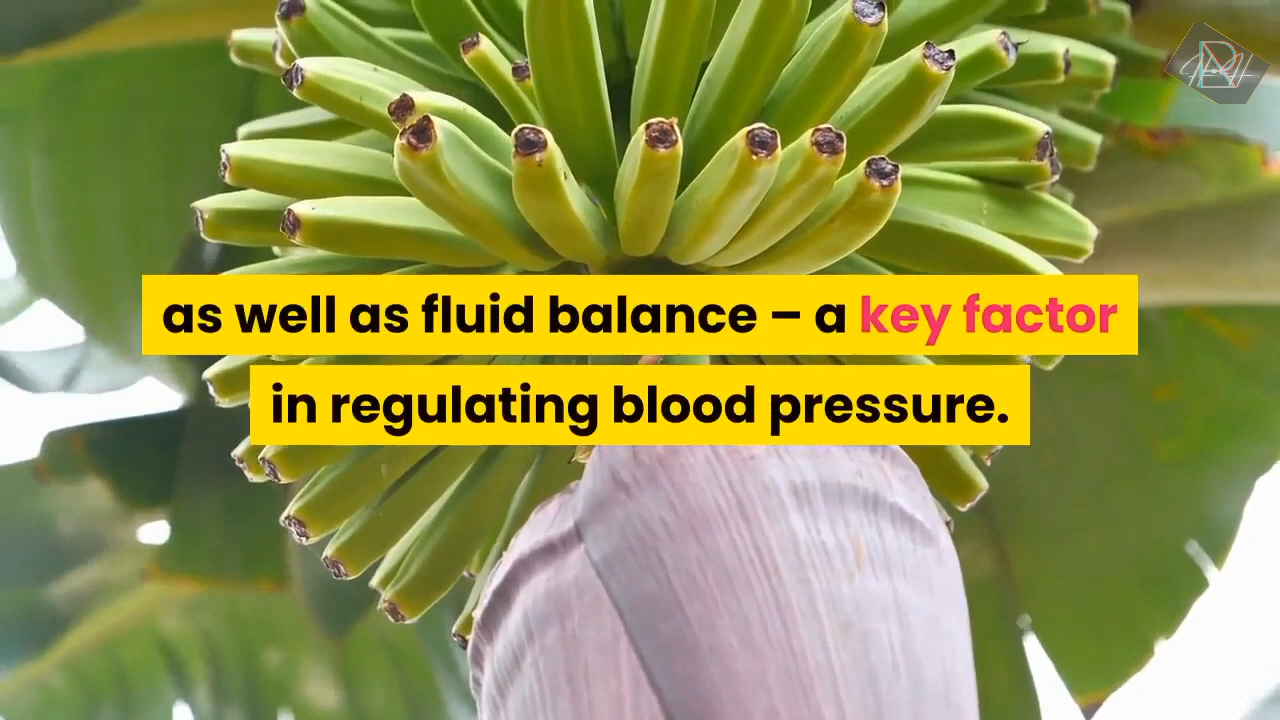 as well as fluid balance – a key factor
in regulating blood pressure.